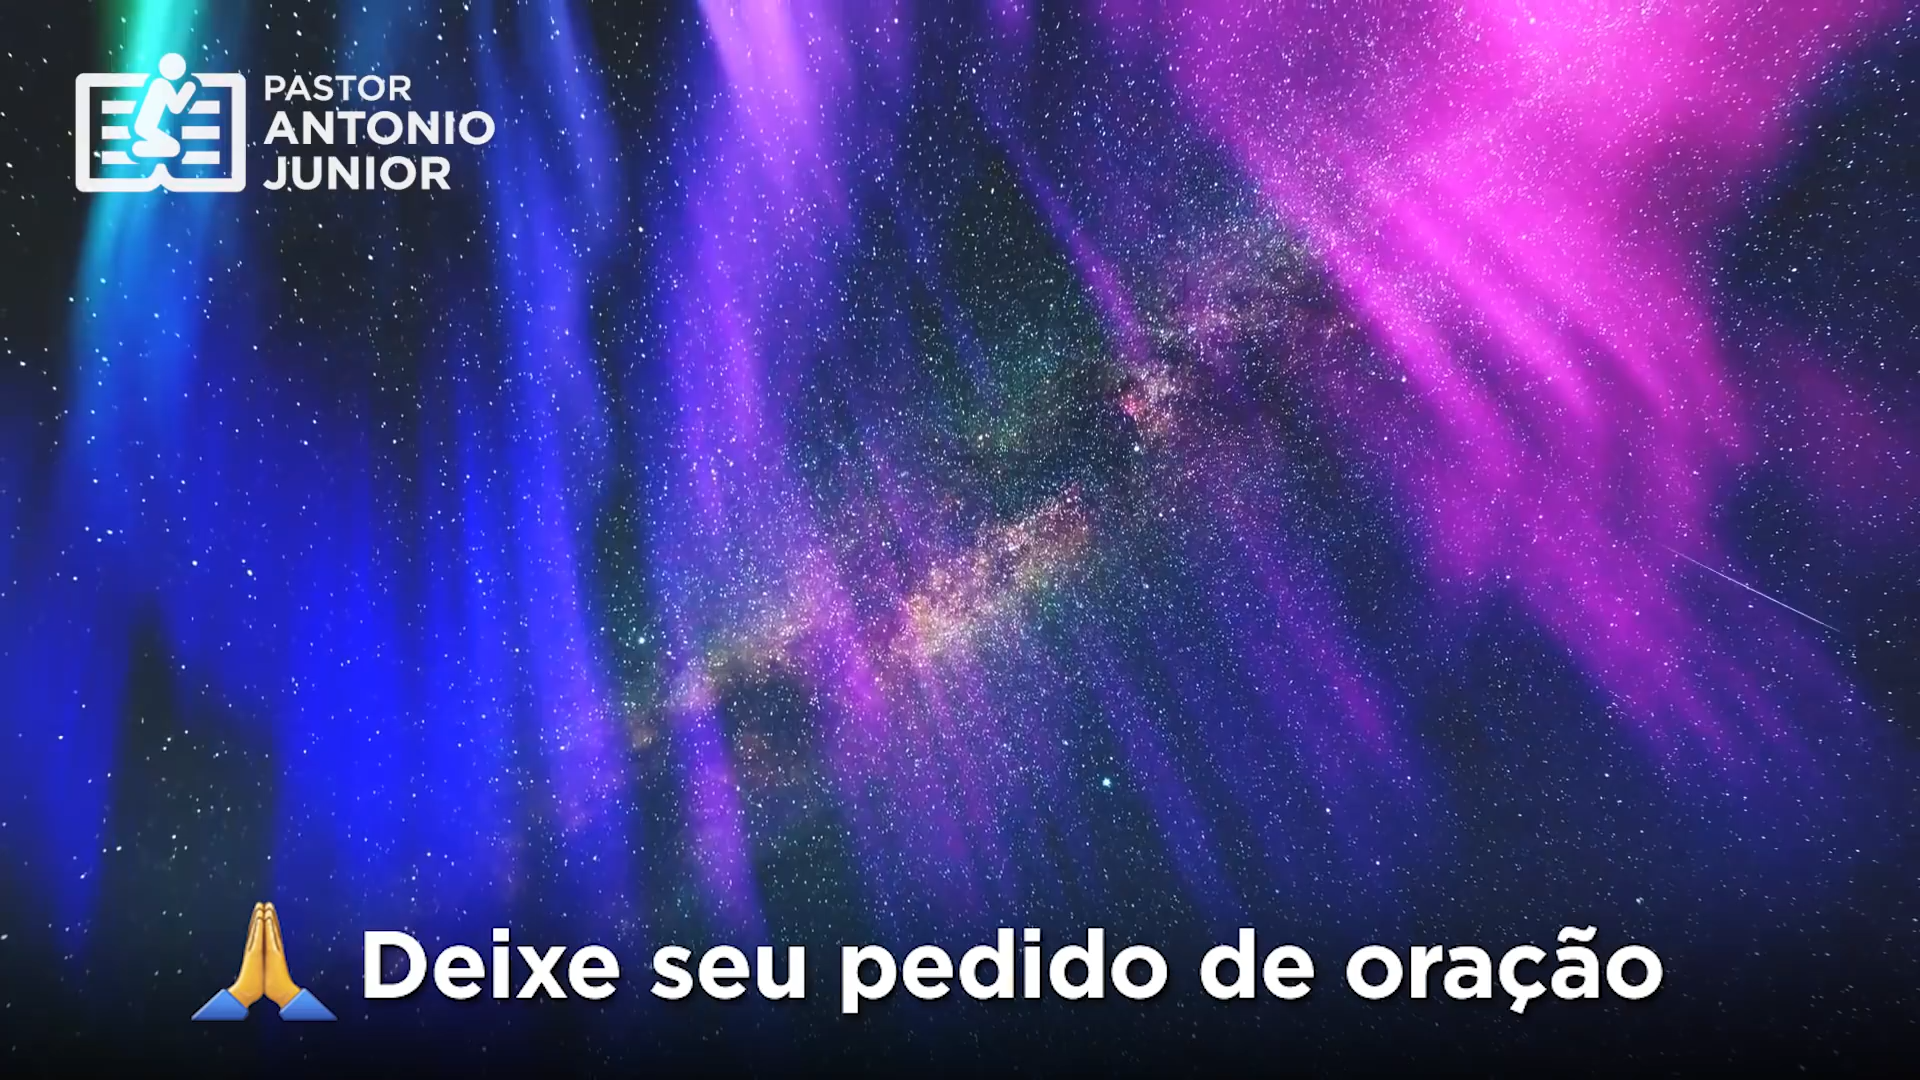 PASTOR
ANTONIO
JUNIOR
🙏 Deixe seu pedido de oração